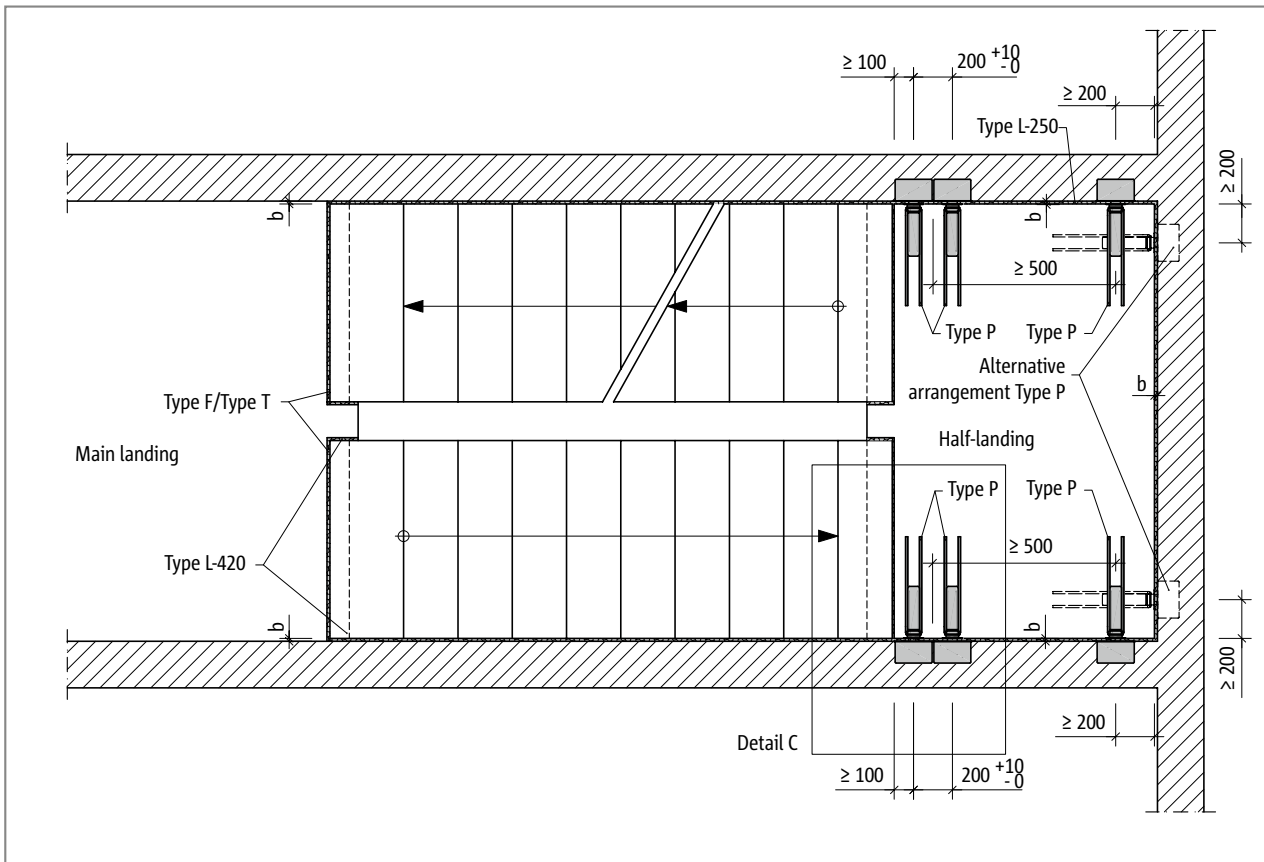 ≥ 100
200 +10 - 0
≥ 200
Type L-250
≥ 200
b
b
≥ 500
Type P
Type P
Alternative
arrangement Type P
b
Type F/Type T
Main landing
Half-landing
Type P
Type P
≥ 500
Type L-420
b
b
≥ 200
≥ 200
Detail C
≥ 100
200 +10 - 0